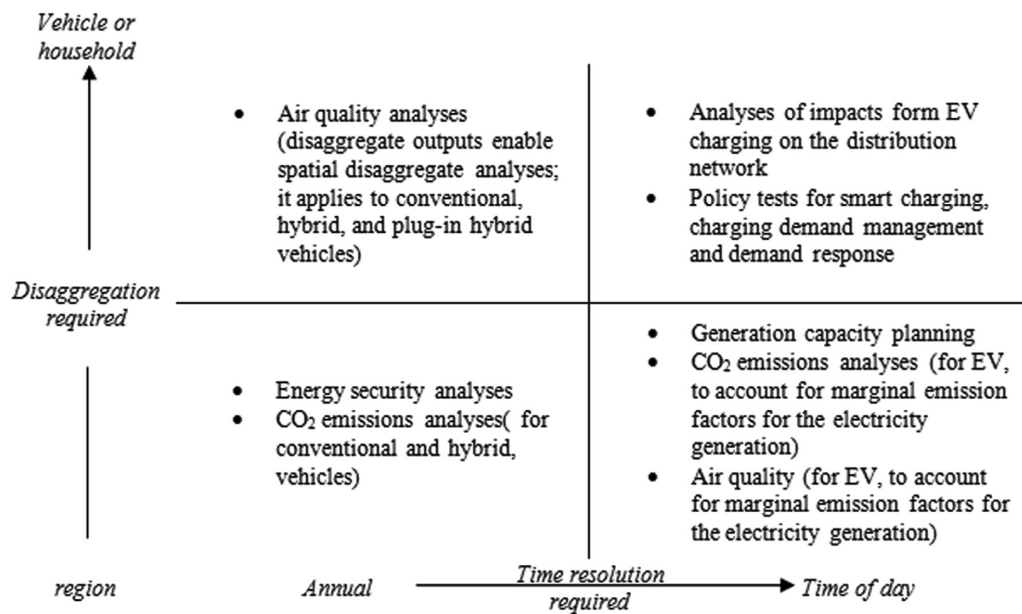 Vehicle or
household
• Air quality analyses
(disaggregate outputs enable
spatial disaggregate analyses;
it applies to conventional,
hybrid, and plug-in hybrid
vehicles)
• Analyses of impacts form EV
charging on the distribution
network
• Policy tests for smart charging,
charging demand management
and demand response
Disaggregation
required
• Energy security analyses
• CO₂ emissions analyses( for
conventional and hybrid,
vehicles)
• Generation capacity planning
• CO₂ emissions analyses (for EV,
to account for marginal emission
factors for the electricity
generation)
• Air quality (for EV, to account
for marginal emission factors for
the electricity generation)
region
Annual
Time resolution
required
Time of day